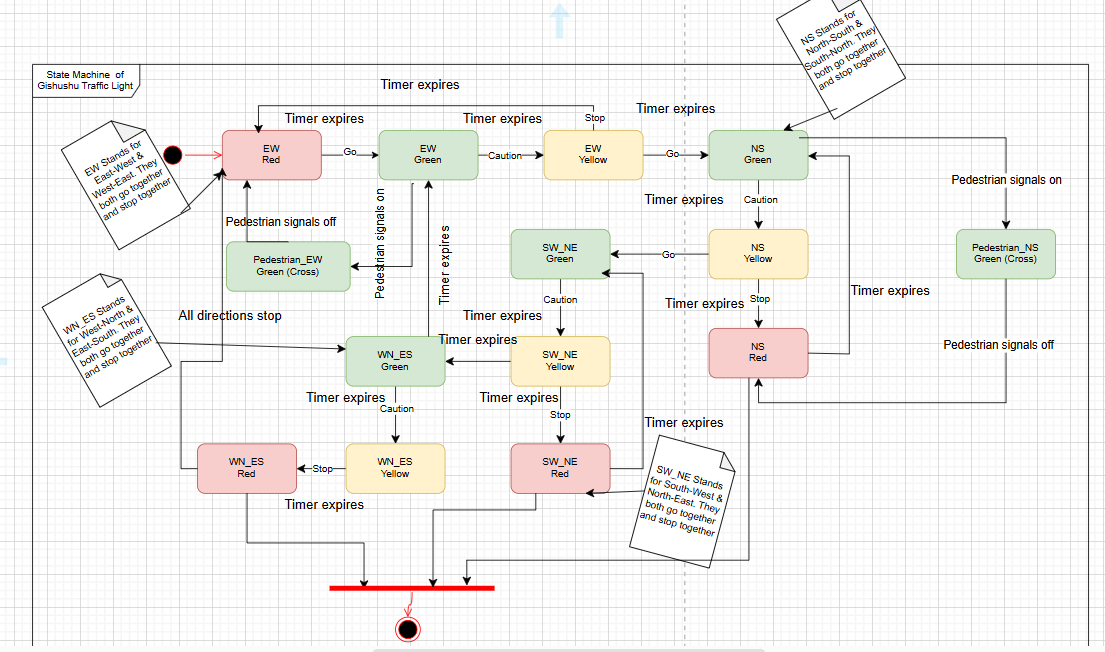 NS Stands for
North-South &
South-North. They
both go together
and stop together
State Machine of
Gishushu Traffic Light
Timer expires
Timer expires
Timer expires
Stop
Timer expires
EW Stands for
East-West &
West-East. They
both go together
and stop together
EW
Red
Go
EW
Green
Caution
EW
Yellow
Go
NS
Green
Pedestrian signals on
Timer expires
Caution
Pedestrian signals off
Pedestrian signals on
Timer expires
Pedestrian_EW
Green (Cross)
SW_NE
Green
Go
NS
Yellow
Pedestrian_NS
Green (Cross)
Caution
Timer expires
Stop
Timer expires
WN_ES Stands
for West-North &
East-South. They
both go together
and stop together
All directions stop
Timer expires
Timer expires
Pedestrian signals off
WN_ES
Green
SW_NE
Yellow
NS
Red
Timer expires
Caution
Timer expires
Stop
Timer expires
WN_ES
Red
Stop
WN_ES
Yellow
SW_NE
Red
Timer expires
SW_NE Stands
for South-West &
North-East. They
both go together
and stop together